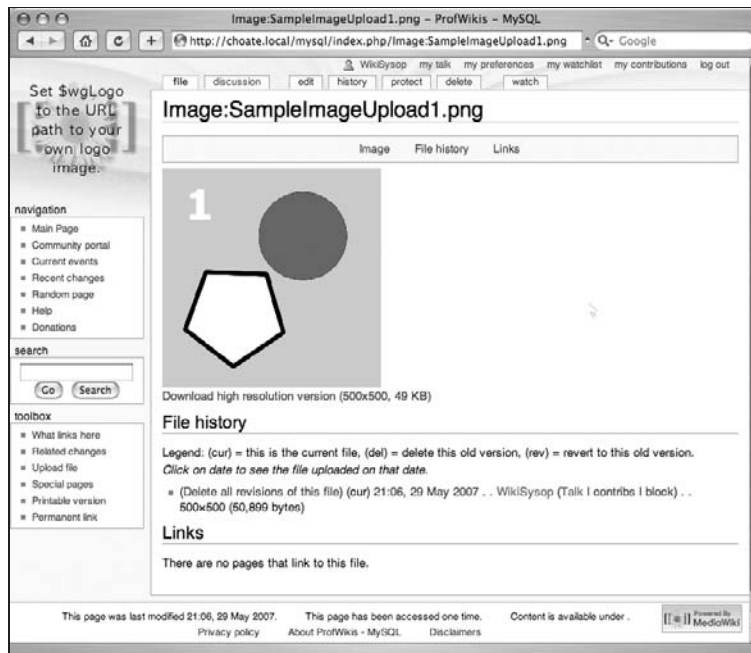 Image:SampleImageUpload1.png – ProfWikis – MySQL
http://choate.local/mysql/index.php/Image:SampleImageUpload1.png
Google
WikiSysop my talk my preferences my watchlist my contributions log out
file discussion edit history protect delete watch
Set $wgLogo
to the URL
path to your
own logo
image.
Image:SampleImageUpload1.png
Image File history Links
1
navigation
Main Page
Community portal
Current events
Recent changes
Random page
Help
Donations
search
Go Search
toolbox
What links here
Related changes
Upload file
Special pages
Printable version
Permanent link
Download high resolution version (500x500, 49 KB)
File history
Legend: (cur) = this is the current file, (del) = delete this old version, (rev) = revert to this old version.
Click on date to see the file uploaded on that date.
(Delete all revisions of this file) (cur) 21:06, 29 May 2007 . . WikiSysop (Talk | contribs | block) . .
500×500 (50,899 bytes)
Links
There are no pages that link to this file.
This page was last modified 21:06, 29 May 2007. This page has been accessed one time. Content is available under .
Privacy policy About ProfWikis - MySQL Disclaimers
Powered By
MediaWiki